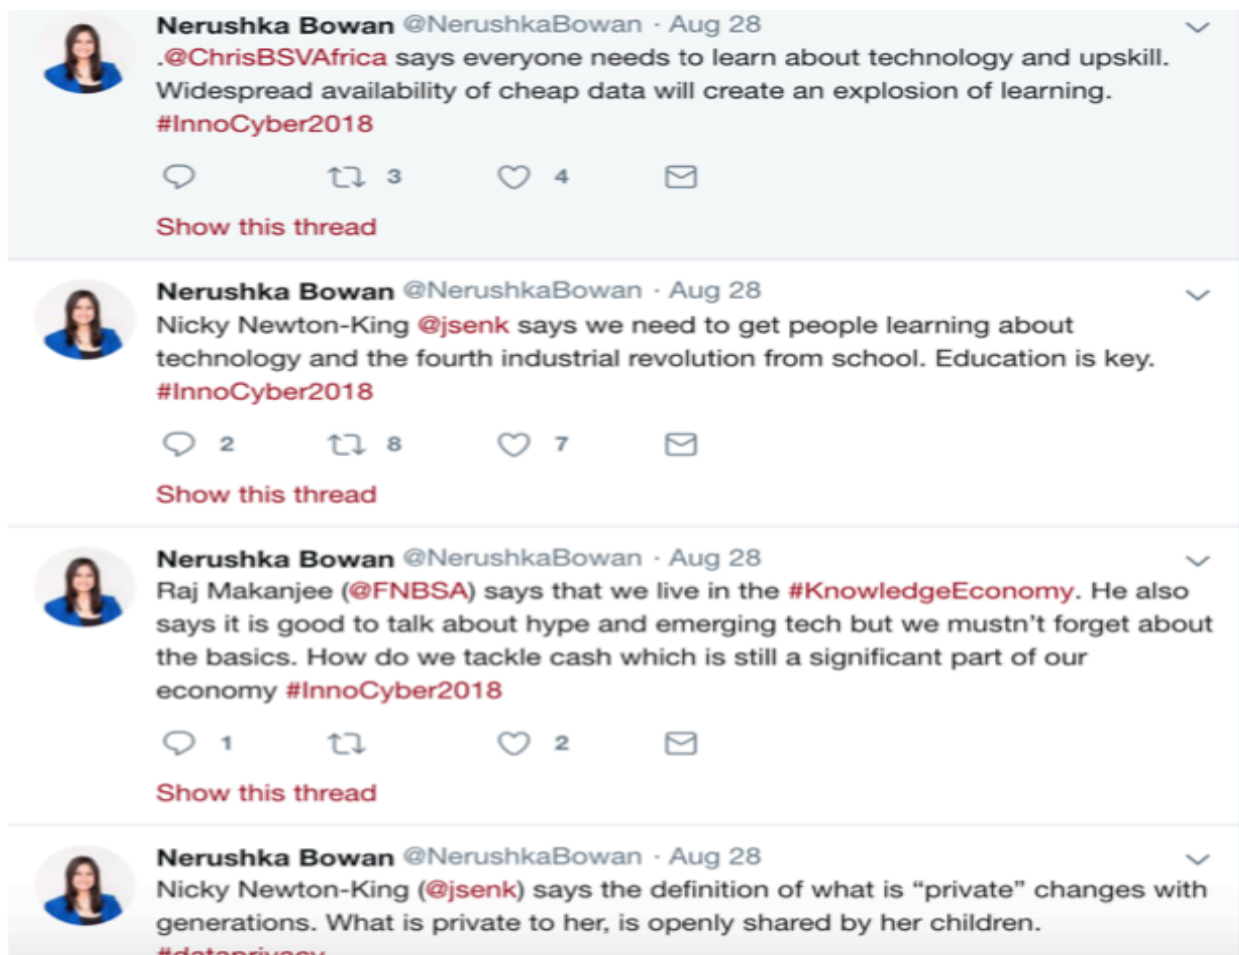 Nerushka Bowan @NerushkaBowan · Aug 28
.@ChrisBSVAfrica says everyone needs to learn about technology and upskill.
Widespread availability of cheap data will create an explosion of learning.
#InnoCyber2018
3 4
Show this thread
Nerushka Bowan @NerushkaBowan · Aug 28
Nicky Newton-King @jsenk says we need to get people learning about
technology and the fourth industrial revolution from school. Education is key.
#InnoCyber2018
2 8 7
Show this thread
Nerushka Bowan @NerushkaBowan · Aug 28
Raj Makanjee (@FNBSA) says that we live in the #KnowledgeEconomy. He also
says it is good to talk about hype and emerging tech but we mustn't forget about
the basics. How do we tackle cash which is still a significant part of our
economy #InnoCyber2018
1 2
Show this thread
Nerushka Bowan @NerushkaBowan · Aug 28
Nicky Newton-King (@jsenk) says the definition of what is “private” changes with
generations. What is private to her, is openly shared by her children.
#dataprivacy